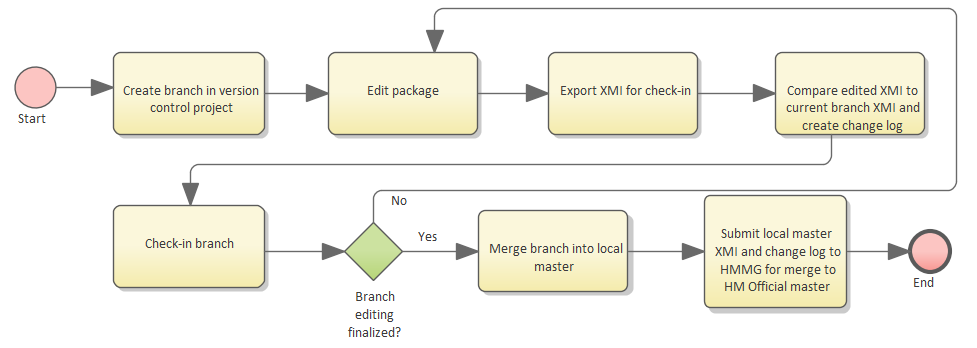 Start
Create branch in version
control project
Edit package
Export XMI for check-in
Compare edited XMI to
current branch XMI and
create change log
Check-in branch
Branch
editing
finalized?
No
Yes
Merge branch into local
master
Submit local master
XMI and change log to
HMMG for merge to
HM Official master
End